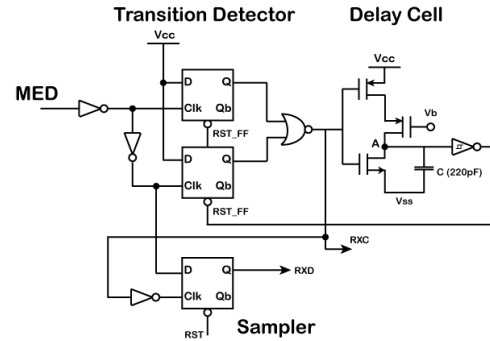 Transition Detector
Delay Cell
Vcc
Vcc
MED
D
Q
Clk
Qb
RST_FF
Vb
A
C (220pF)
Vss
D
Q
Clk
Qb
RST_FF
RXC
D
Q
RXD
Clk
Qb
RST
Sampler